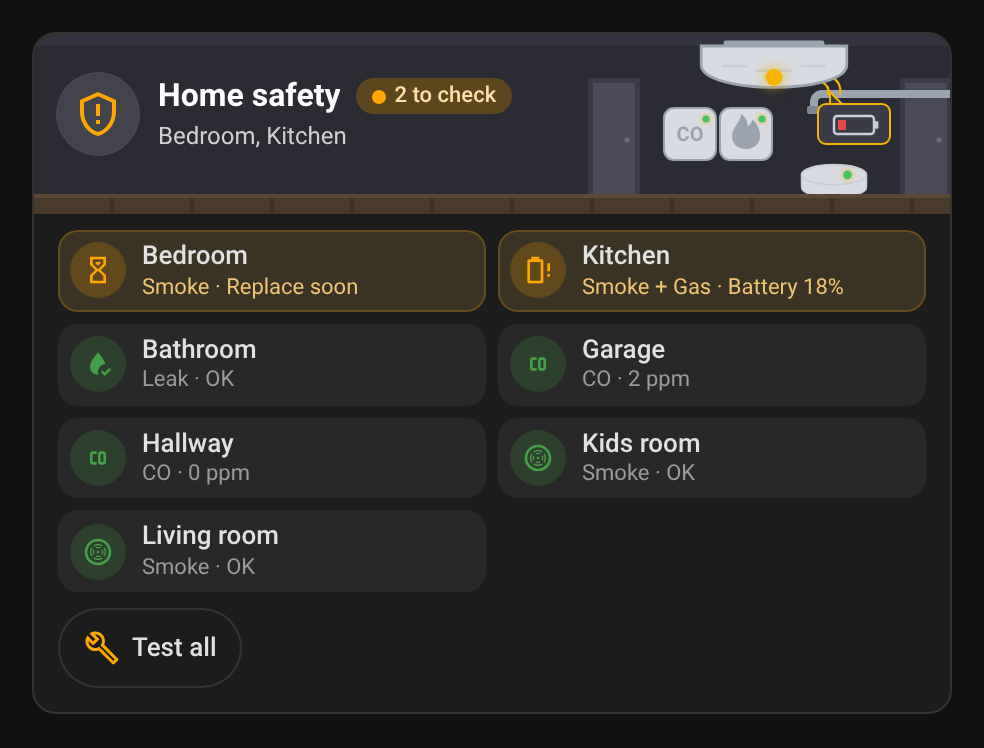 Home safety
2 to check
Bedroom, Kitchen
CO
Bedroom
Smoke · Replace soon
Kitchen
Smoke + Gas · Battery 18%
Bathroom
Leak · OK
CO
Garage
CO · 2 ppm
CO
Hallway
CO · 0 ppm
Kids room
Smoke · OK
Living room
Smoke · OK
Test all